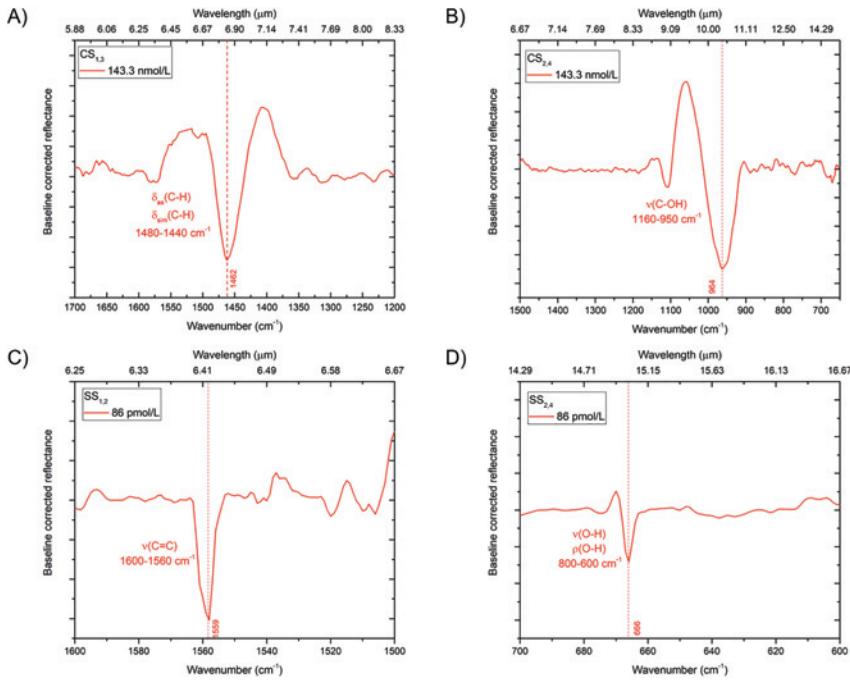 A)
Wavelength (μm)
5.88 6.06 6.25 6.45 6.67 6.90 7.14 7.41 7.69 8.00 8.33
CS1,3
143.3 nmol/L
Baseline corrected reflectance
δas(C-H)
δsm(C-H)
1480-1440 cm-1
1462
1700 1650 1600 1550 1500 1450 1400 1350 1300 1250 1200
Wavenumber (cm-1)
B)
Wavelength (μm)
6.67 7.14 7.69 8.33 9.09 10.00 11.11 12.50 14.29
CS2,4
143.3 nmol/L
Baseline corrected reflectance
ν(C-OH)
1160-950 cm-1
964
1500 1400 1300 1200 1100 1000 900 800 700
Wavenumber (cm-1)
C)
Wavelength (μm)
6.25 6.33 6.41 6.49 6.58 6.67
SS1,2
86 pmol/L
Baseline corrected reflectance
ν(C=C)
1600-1560 cm-1
1559
1600 1580 1560 1540 1520 1500
Wavenumber (cm-1)
D)
Wavelength (μm)
14.29 14.71 15.15 15.63 16.13 16.67
SS2,4
86 pmol/L
Baseline corrected reflectance
ν(O-H)
ρ(O-H)
800-600 cm-1
666
700 680 660 640 620 600
Wavenumber (cm-1)